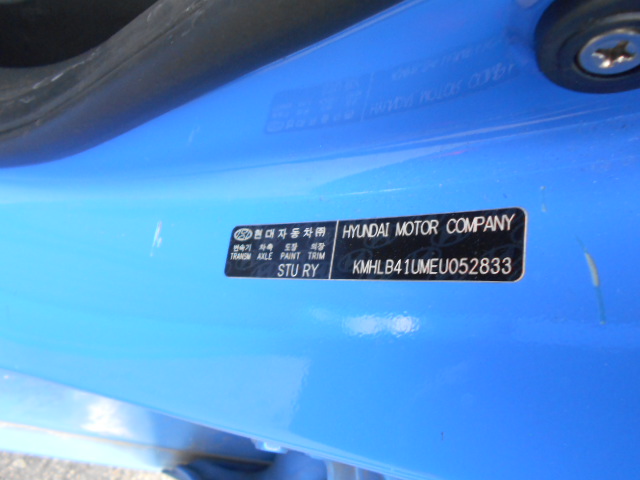 현대자동차㈜
변속기 차축 도장 외장
TRANSM AXLE PAINT TRIM
STU RY
HYUNDAI MOTOR COMPANY
KMHLB41UMEU052833